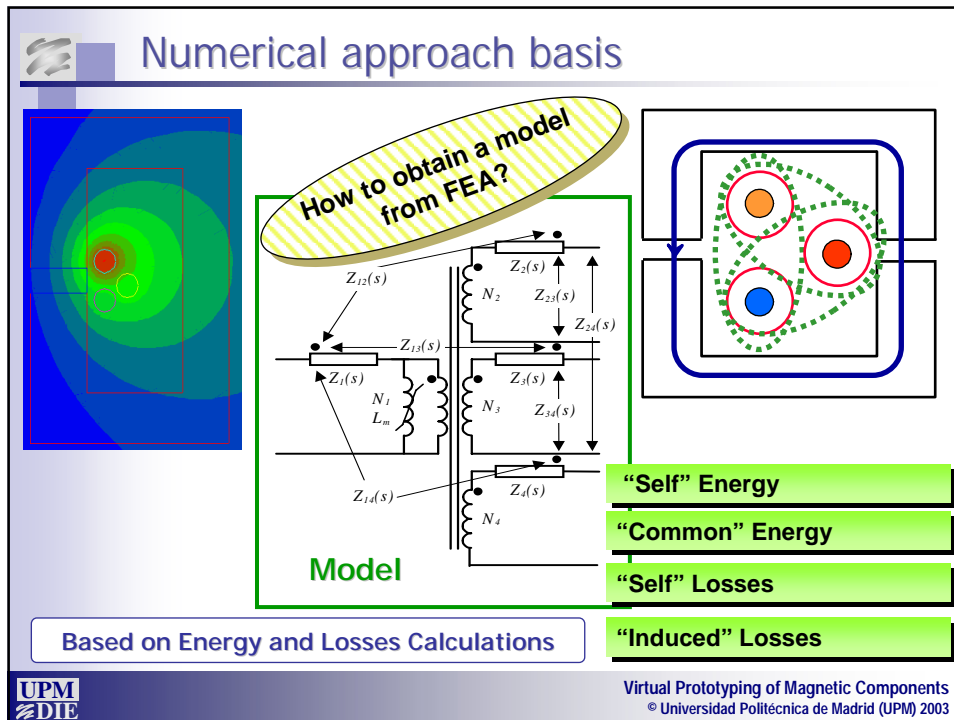 Numerical approach basis
How to obtain a model
from FEA?
Z12(s)
Z2(s)
N2
Z23(s)
Z24(s)
Z13(s)
Z1(s)
Z3(s)
N1
Lm
N3
Z34(s)
Z14(s)
Z4(s)
N4
Model
“Self” Energy
“Common” Energy
“Self” Losses
“Induced” Losses
Based on Energy and Losses Calculations
UPM
DIE
Virtual Prototyping of Magnetic Components
© Universidad Politécnica de Madrid (UPM) 2003